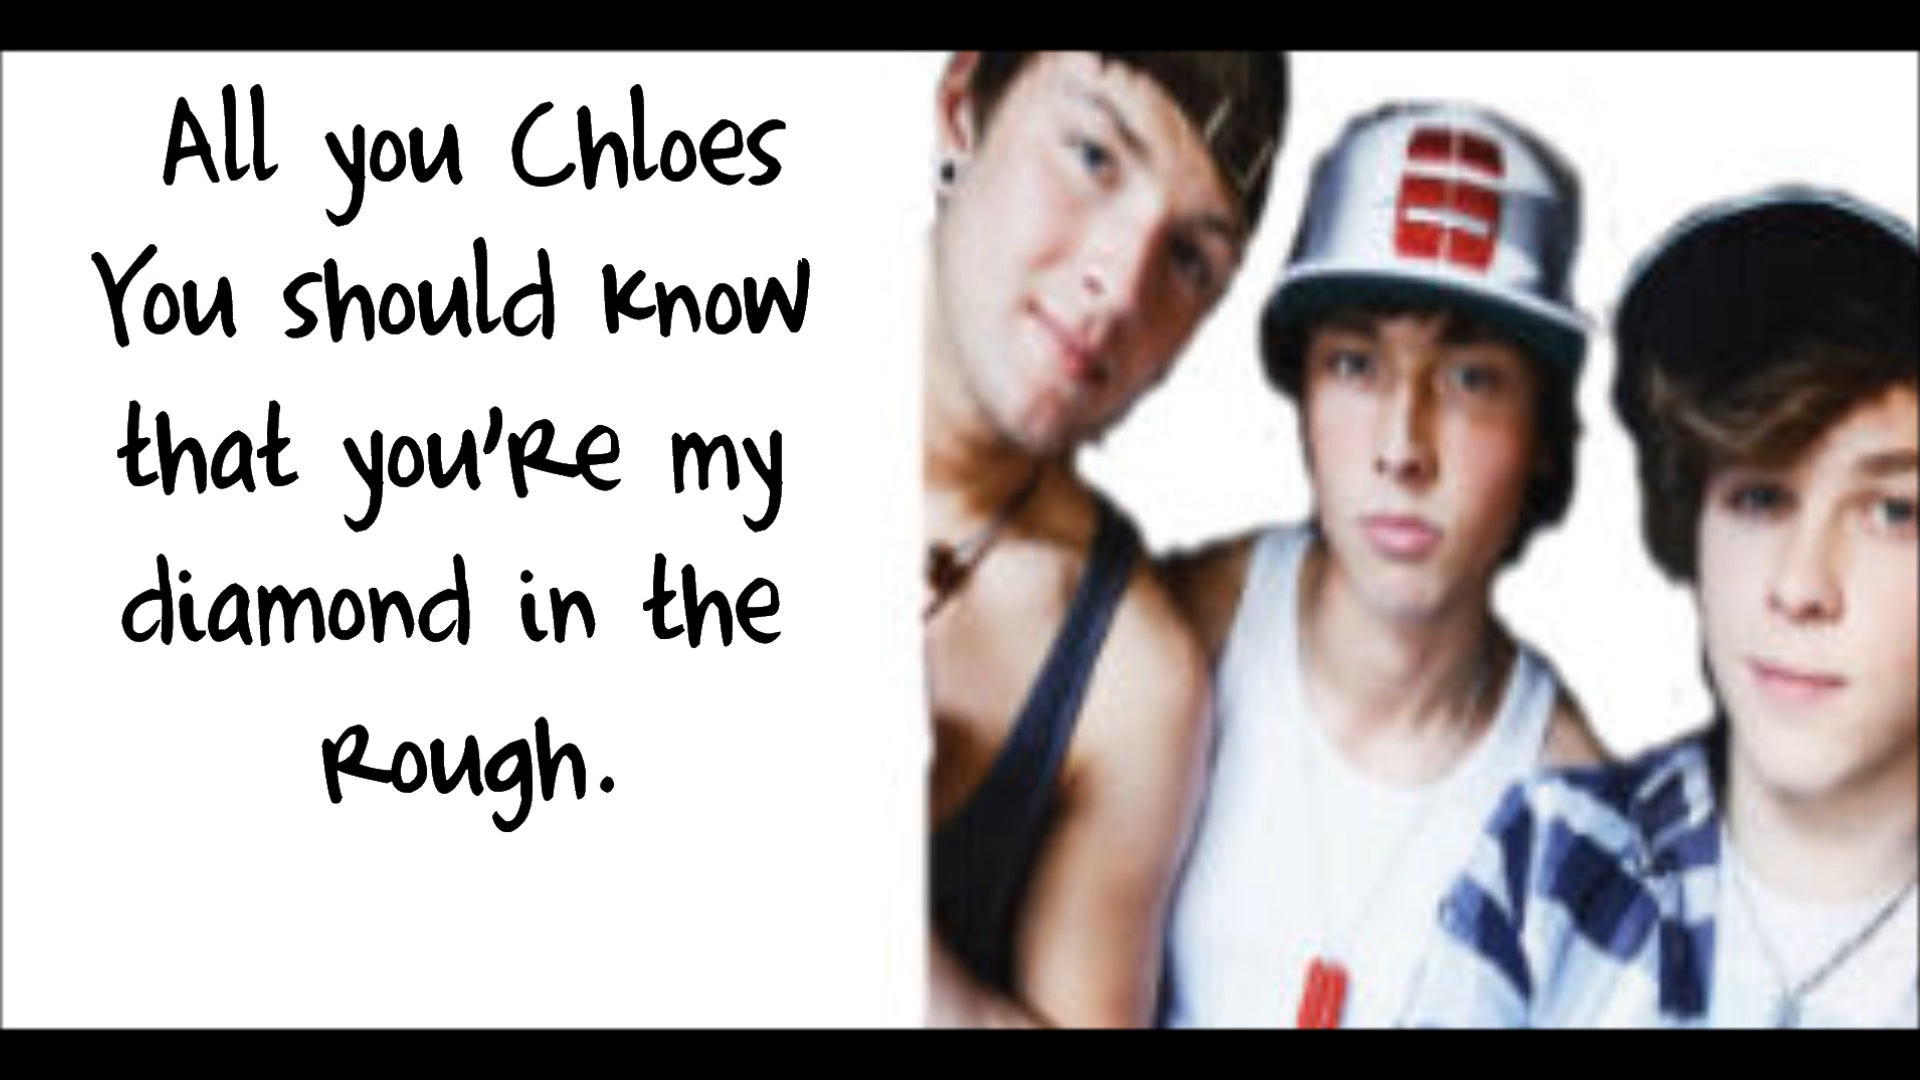 All you Chloes
You should know
that you're my
diamond in the
Rough.